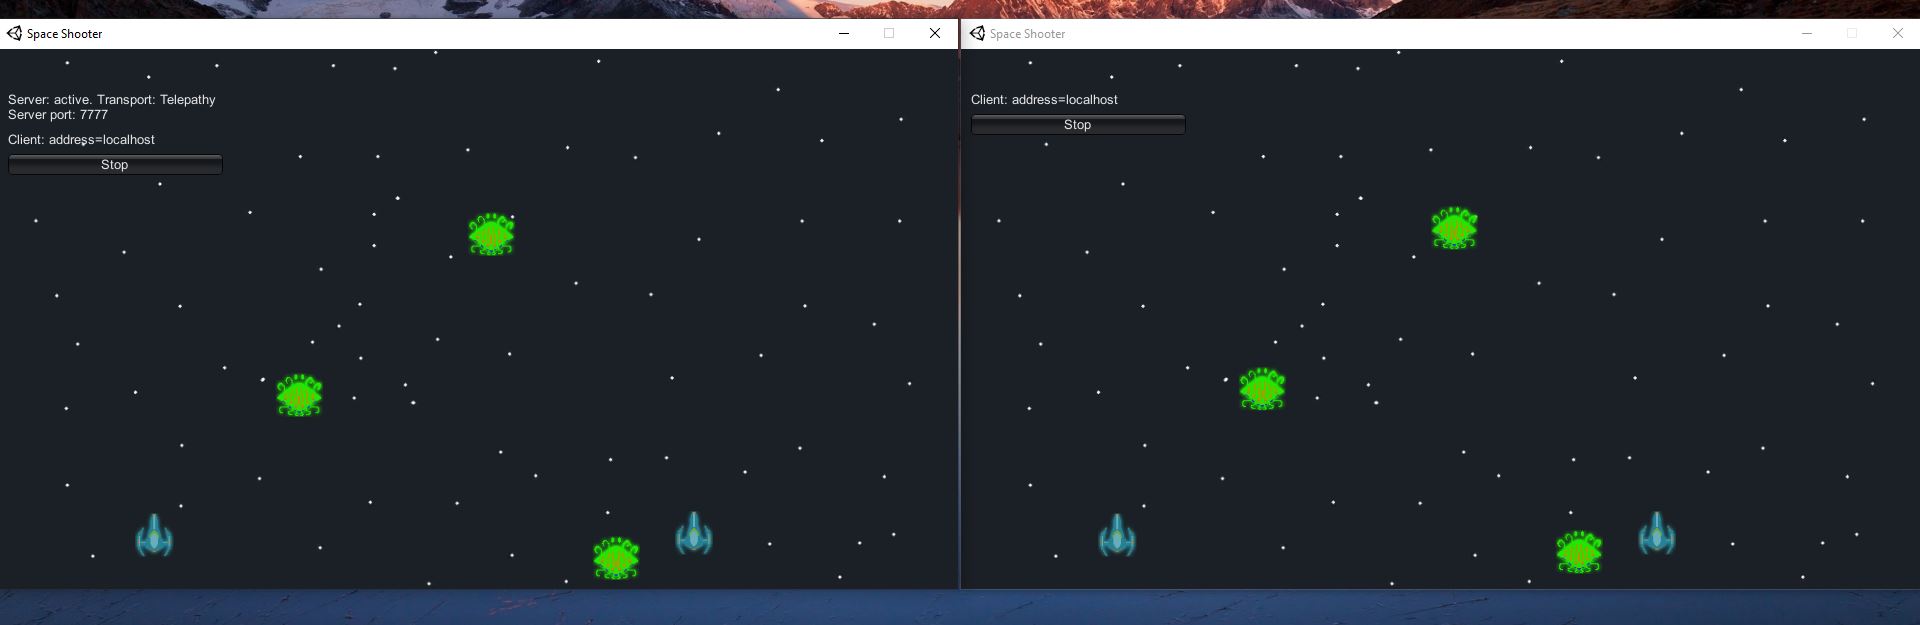 Space Shooter
Server: active. Transport: Telepathy
Server port: 7777
Client: address=localhost
Stop
Space Shooter
Client: address=localhost
Stop